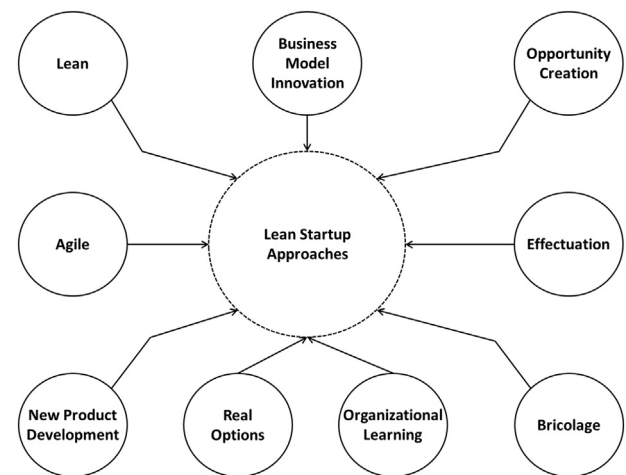 Lean
Business
Model
Innovation
Opportunity
Creation
Agile
Lean Startup
Approaches
Effectuation
New Product
Development
Real
Options
Organizational
Learning
Bricolage